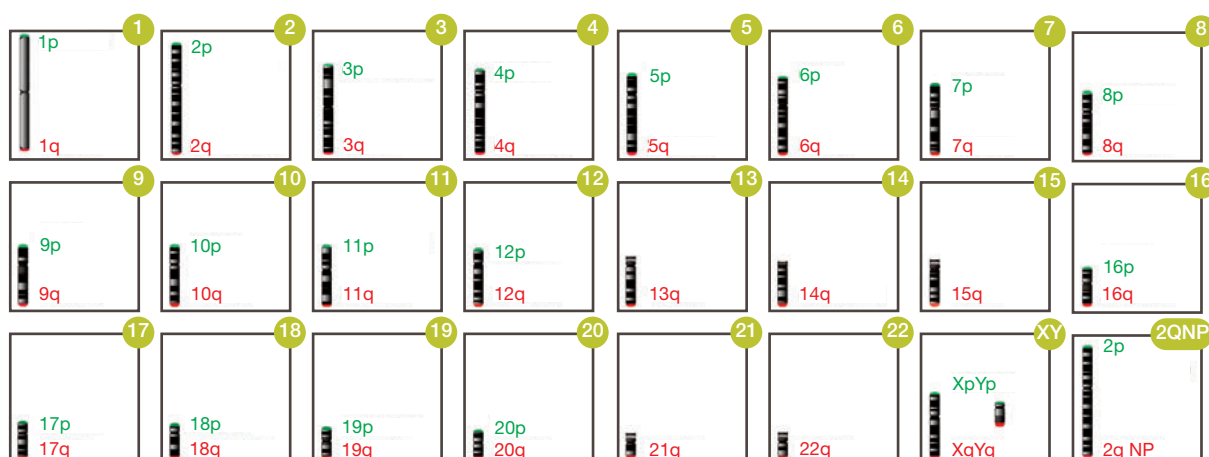 1 2 3 4 5 6 7 8
1p 2p 3p 4p 5p 6p 7p 8p
1q 2q 3q 4q 5q 6q 7q 8q
9 10 11 12 13 14 15 16
9p 10p 11p 12p 16p
9q 10q 11q 12q 13q 14q 15q 16q
17 18 19 20 21 22 XY 2QNP
17p 18p 19p 20p XpYp 2p
17q 18q 19q 20q 21q 22q XqYq 2q NP